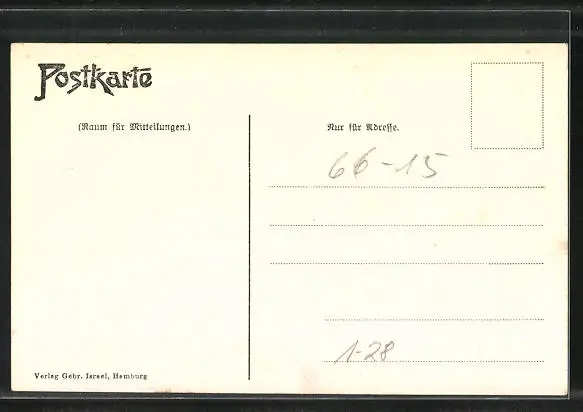 Postkarte
(Raum für Mitteilungen.)
Nur für Adresse.
66-15
1-28
Verlag Gebr. Israel, Hamburg